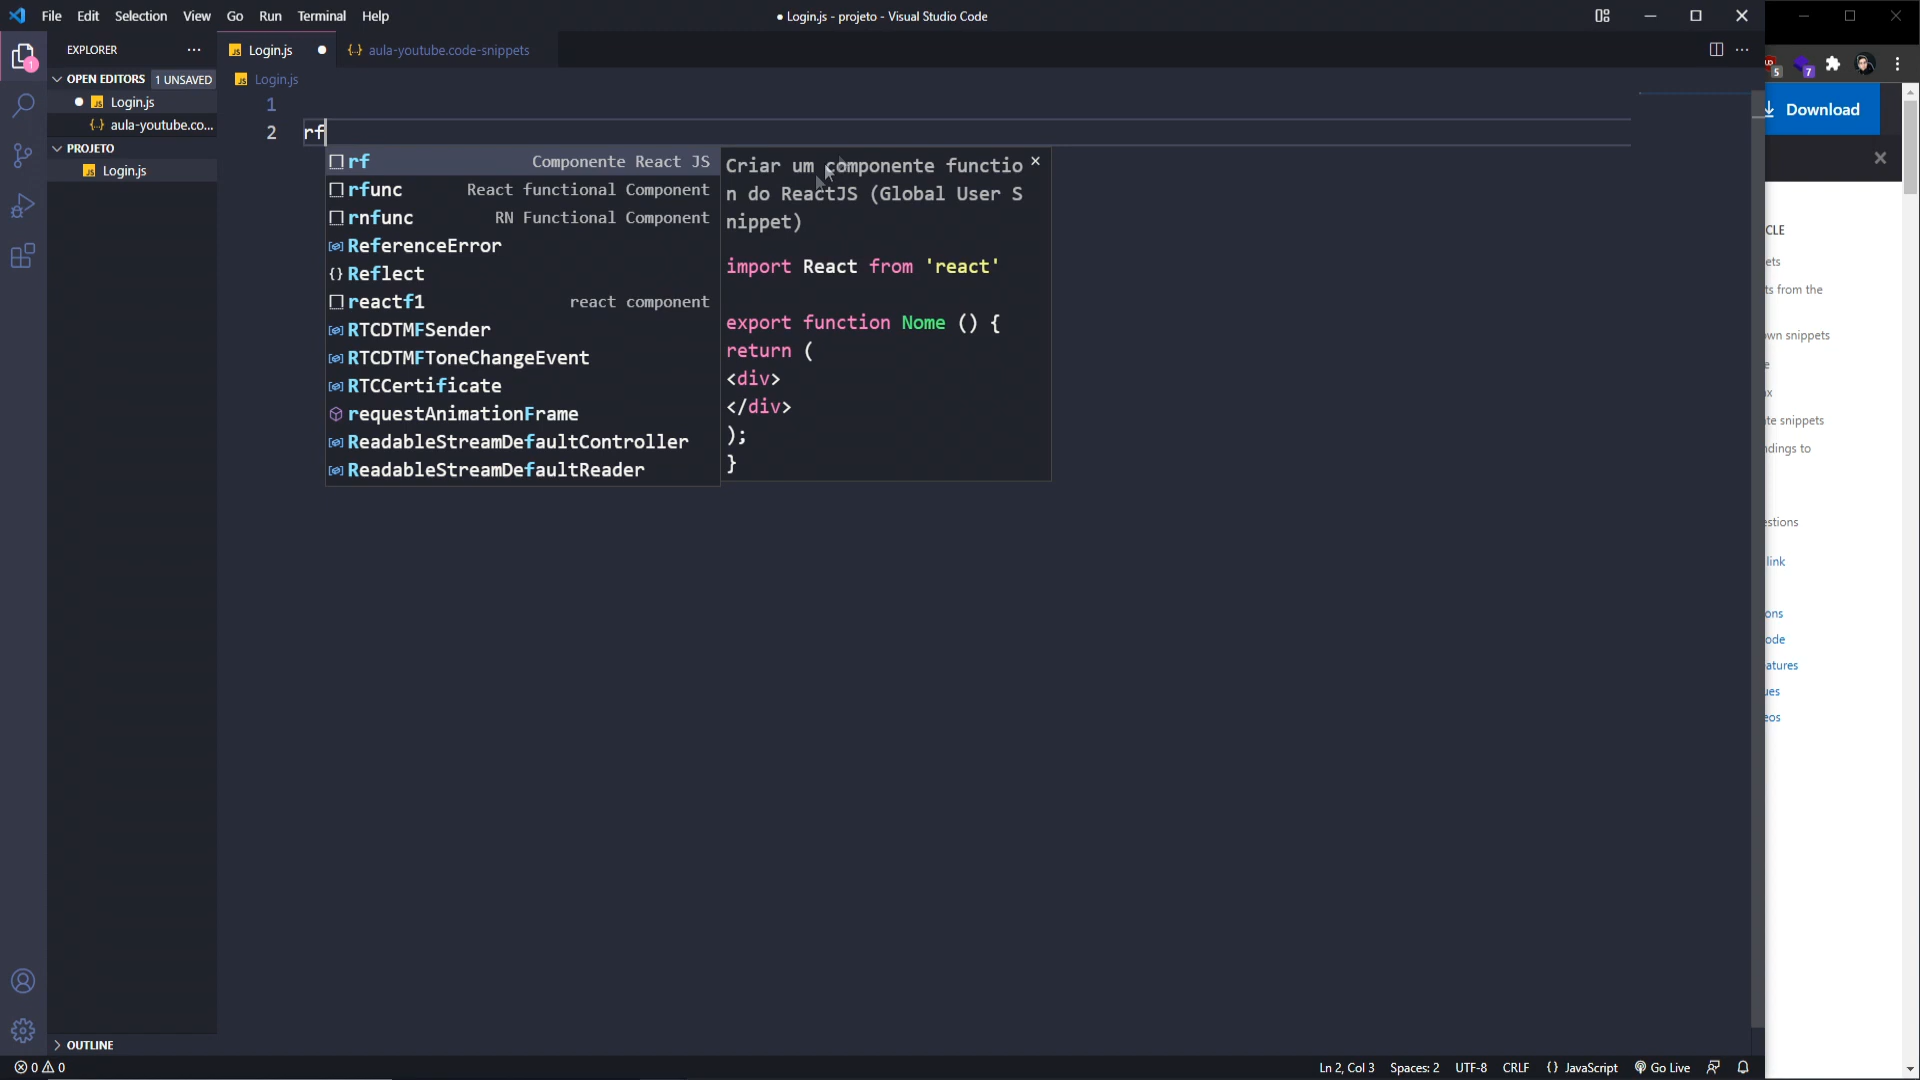 File Edit Selection View Go Run Terminal Help
● Login.js - projeto - Visual Studio Code
EXPLORER ···
Login.js
aula-youtube.code-snippets
OPEN EDITORS 1 UNSAVED
Login.js
aula-youtube.co...
PROJETO
Login.js
OUTLINE
Login.js
1
2 rf
rf Componente React JS
rfunc React functional Component
rnfunc RN Functional Component
ReferenceError
Reflect
reactf1 react component
RTCDTMFSender
RTCDTMFToneChangeEvent
RTCCertificate
requestAnimationFrame
ReadableStreamDefaultController
ReadableStreamDefaultReader
Criar um componente functio
n do ReactJS (Global User S
nippet)
import React from 'react'
export function Nome () {
return (
<div>
</div>
);
}
0 0
Ln 2, Col 3 Spaces: 2 UTF-8 CRLF {} JavaScript Go Live
1
5
7
Download
CLE
ets
ts from the
wn snippets
e
ax
te snippets
dings to
estions
link
ons
ode
atures
ues
eos